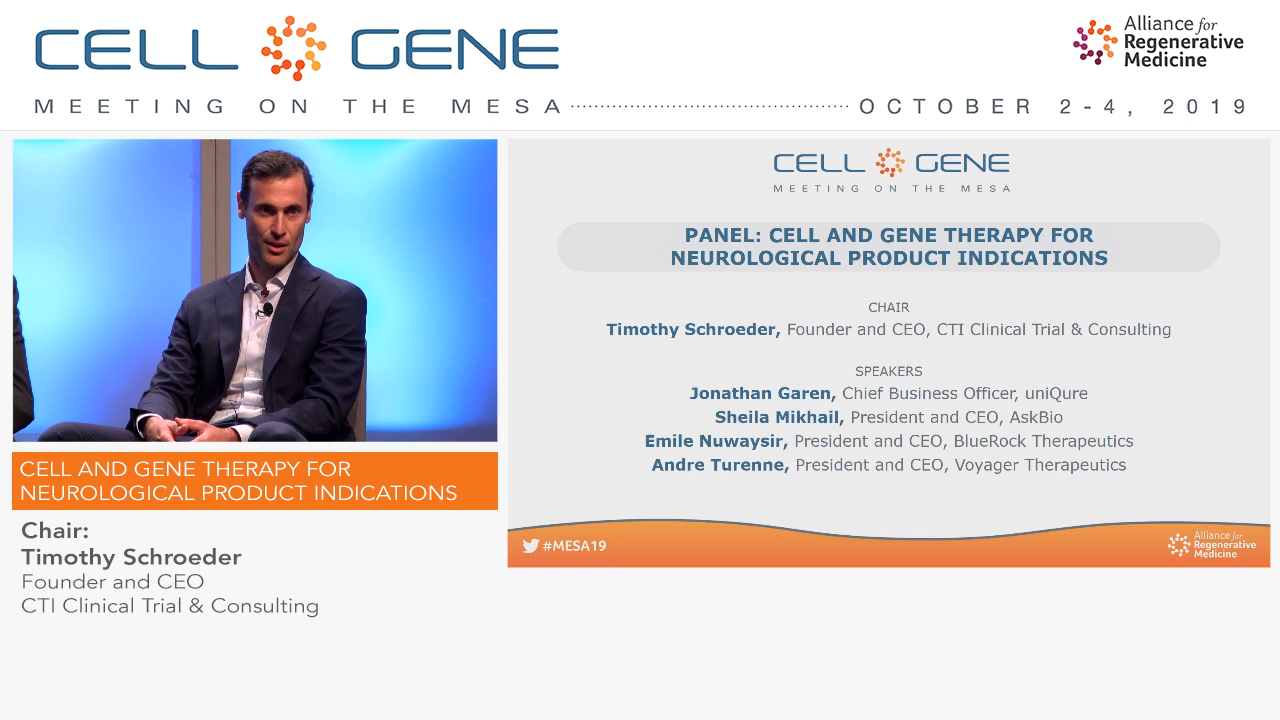 CELL GENE
MEETING ON THE MESA
OCTOBER 2-4, 2019
Alliance for
Regenerative
Medicine
CELL AND GENE THERAPY FOR
NEUROLOGICAL PRODUCT INDICATIONS
Chair:
Timothy Schroeder
Founder and CEO
CTI Clinical Trial & Consulting
CELL GENE
MEETING ON THE MESA
PANEL: CELL AND GENE THERAPY FOR
NEUROLOGICAL PRODUCT INDICATIONS
CHAIR
Timothy Schroeder, Founder and CEO, CTI Clinical Trial & Consulting
SPEAKERS
Jonathan Garen, Chief Business Officer, uniQure
Sheila Mikhail, President and CEO, AskBio
Emile Nuwaysir, President and CEO, BlueRock Therapeutics
Andre Turenne, President and CEO, Voyager Therapeutics
#MESA19
Alliance for
Regenerative
Medicine